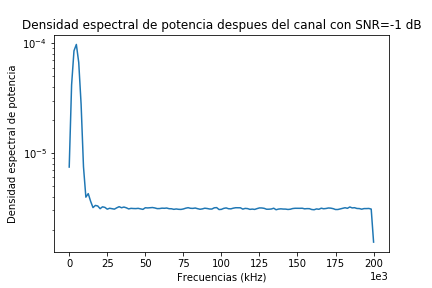 Densidad espectral de potencia despues del canal con SNR=-1 dB
10⁻⁴
10⁻⁵
Densidad espectral de potencia
0 25 50 75 100 125 150 175 200
1e3
Frecuencias (kHz)